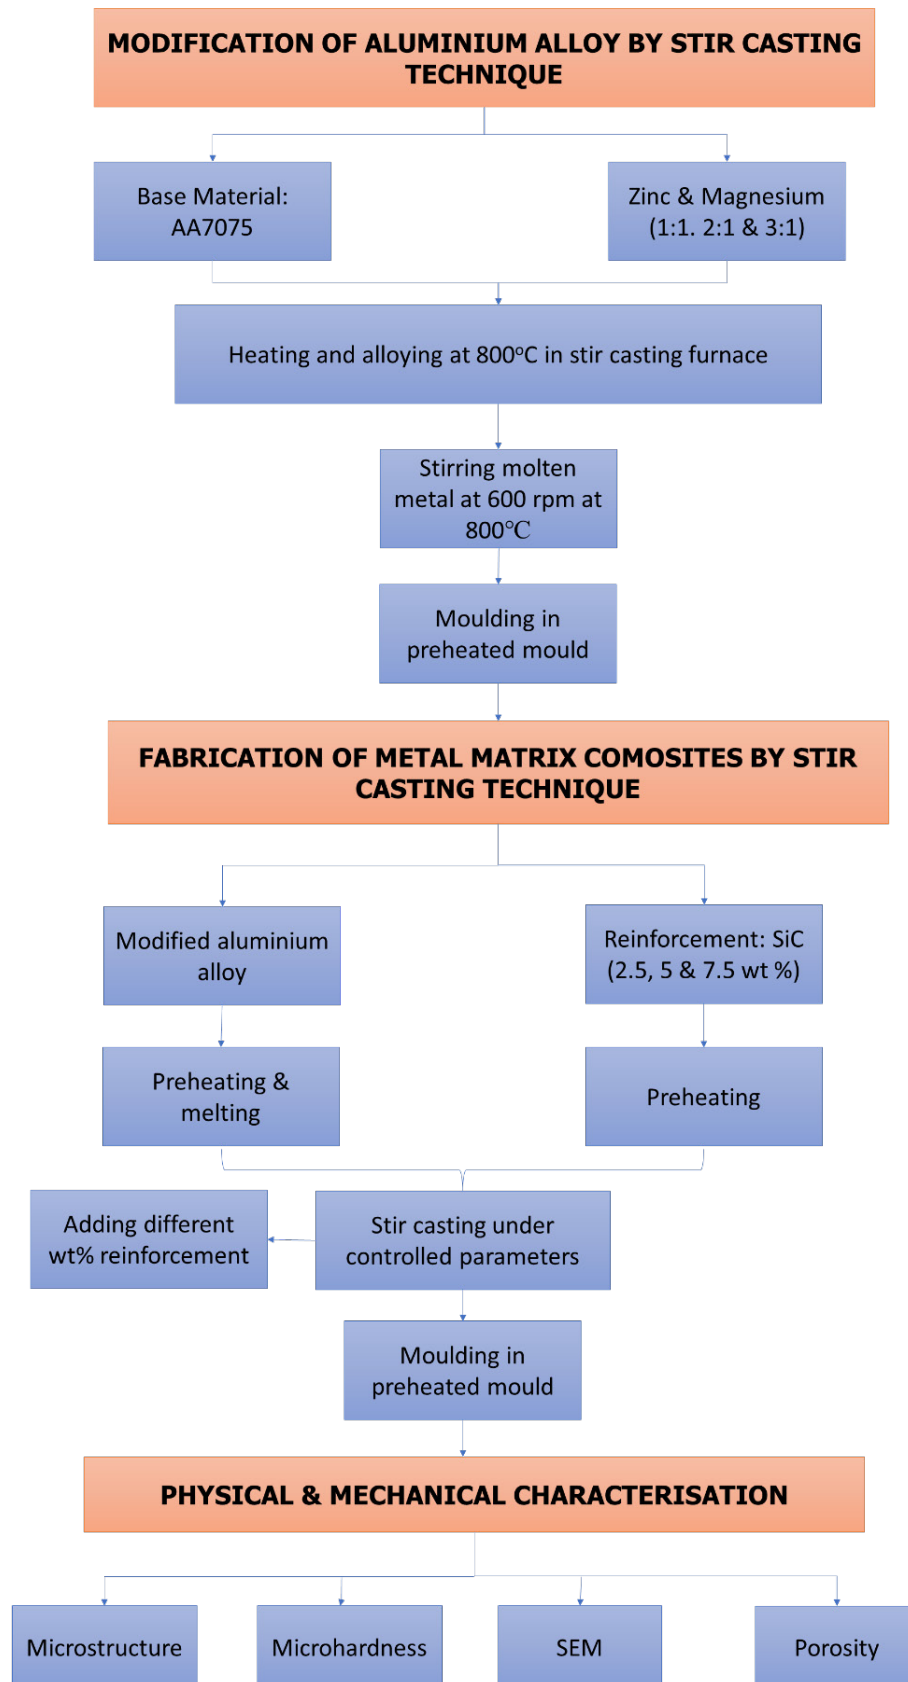 MODIFICATION OF ALUMINIUM ALLOY BY STIR CASTING
TECHNIQUE
Base Material:
AA7075
Zinc & Magnesium
(1:1. 2:1 & 3:1)
Heating and alloying at 800°C in stir casting furnace
Stirring molten
metal at 600 rpm at
800℃
Moulding in
preheated mould
FABRICATION OF METAL MATRIX COMOSITES BY STIR
CASTING TECHNIQUE
Modified aluminium
alloy
Reinforcement: SiC
(2.5, 5 & 7.5 wt %)
Preheating &
melting
Preheating
Adding different
wt% reinforcement
Stir casting under
controlled parameters
Moulding in
preheated mould
PHYSICAL & MECHANICAL CHARACTERISATION
Microstructure
Microhardness
SEM
Porosity